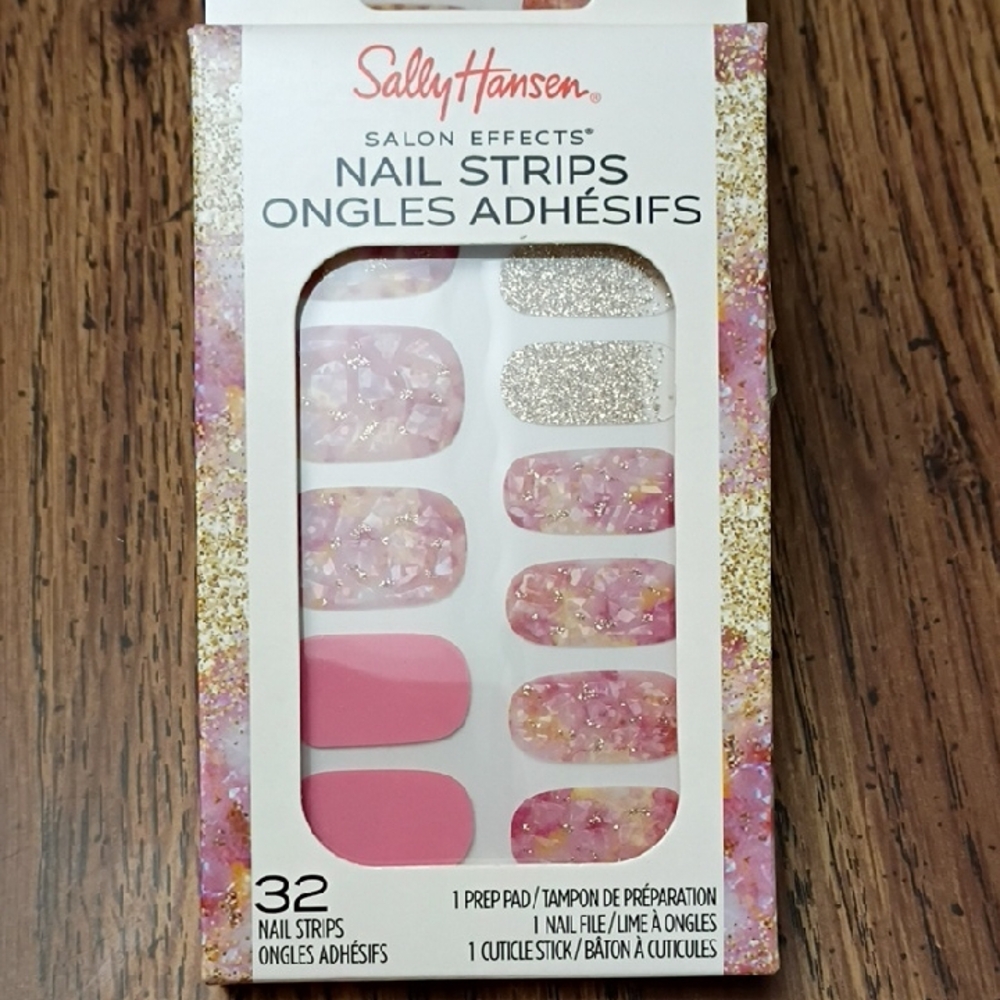 Sally Hansen®
SALON EFFECTS®
NAIL STRIPS
ONGLES ADHÉSIFS
32
NAIL STRIPS
ONGLES ADHÉSIFS
1 PREP PAD / TAMPON DE PRÉPARATION
1 NAIL FILE / LIME À ONGLES
1 CUTICLE STICK / BÂTON À CUTICULES